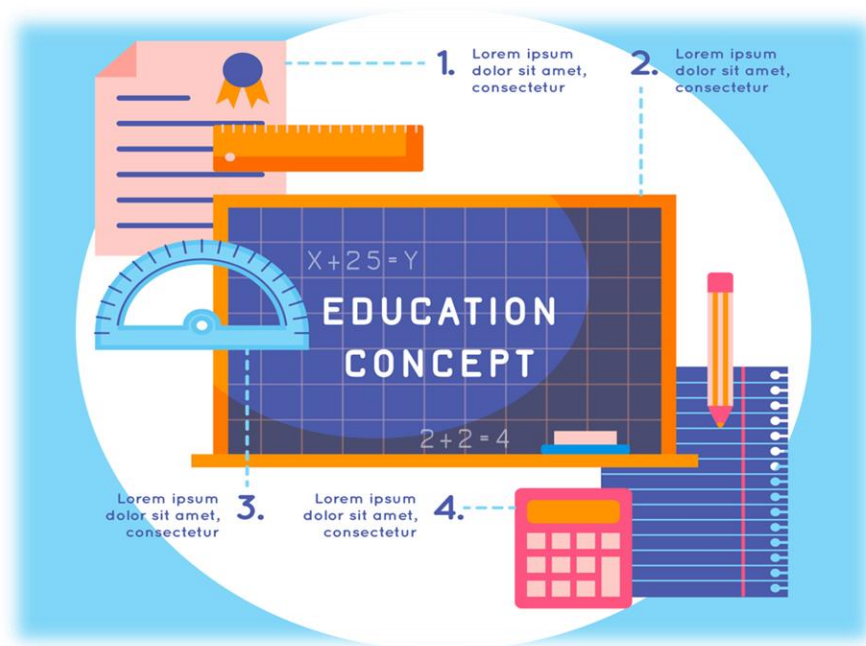 1. Lorem ipsum
dolor sit amet,
consectetur
2. Lorem ipsum
dolor sit amet,
consectetur
X+25=Y
EDUCATION
CONCEPT
2+2=4
Lorem ipsum
dolor sit amet, 3.
consectetur
Lorem ipsum
dolor sit amet, 4.
consectetur